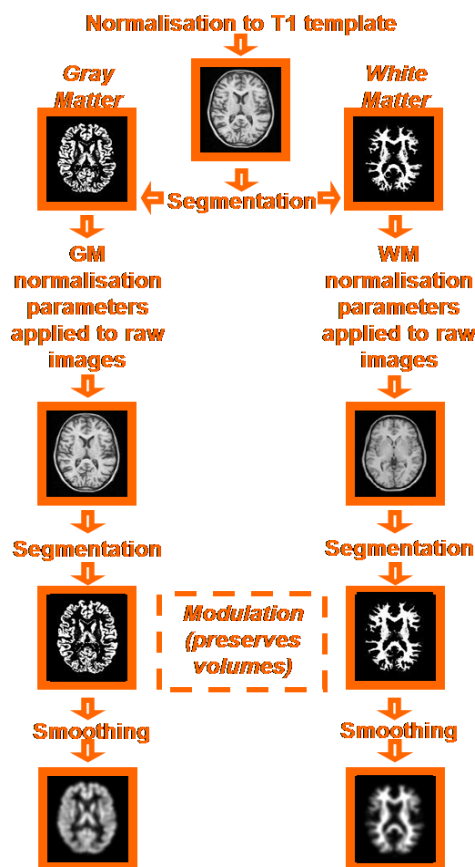 Normalisation to T1 template
Gray
Matter
White
Matter
Segmentation
GM
normalisation
parameters
applied to raw
images
WM
normalisation
parameters
applied to raw
images
Segmentation
Segmentation
Modulation
(preserves
volumes)
Smoothing
Smoothing